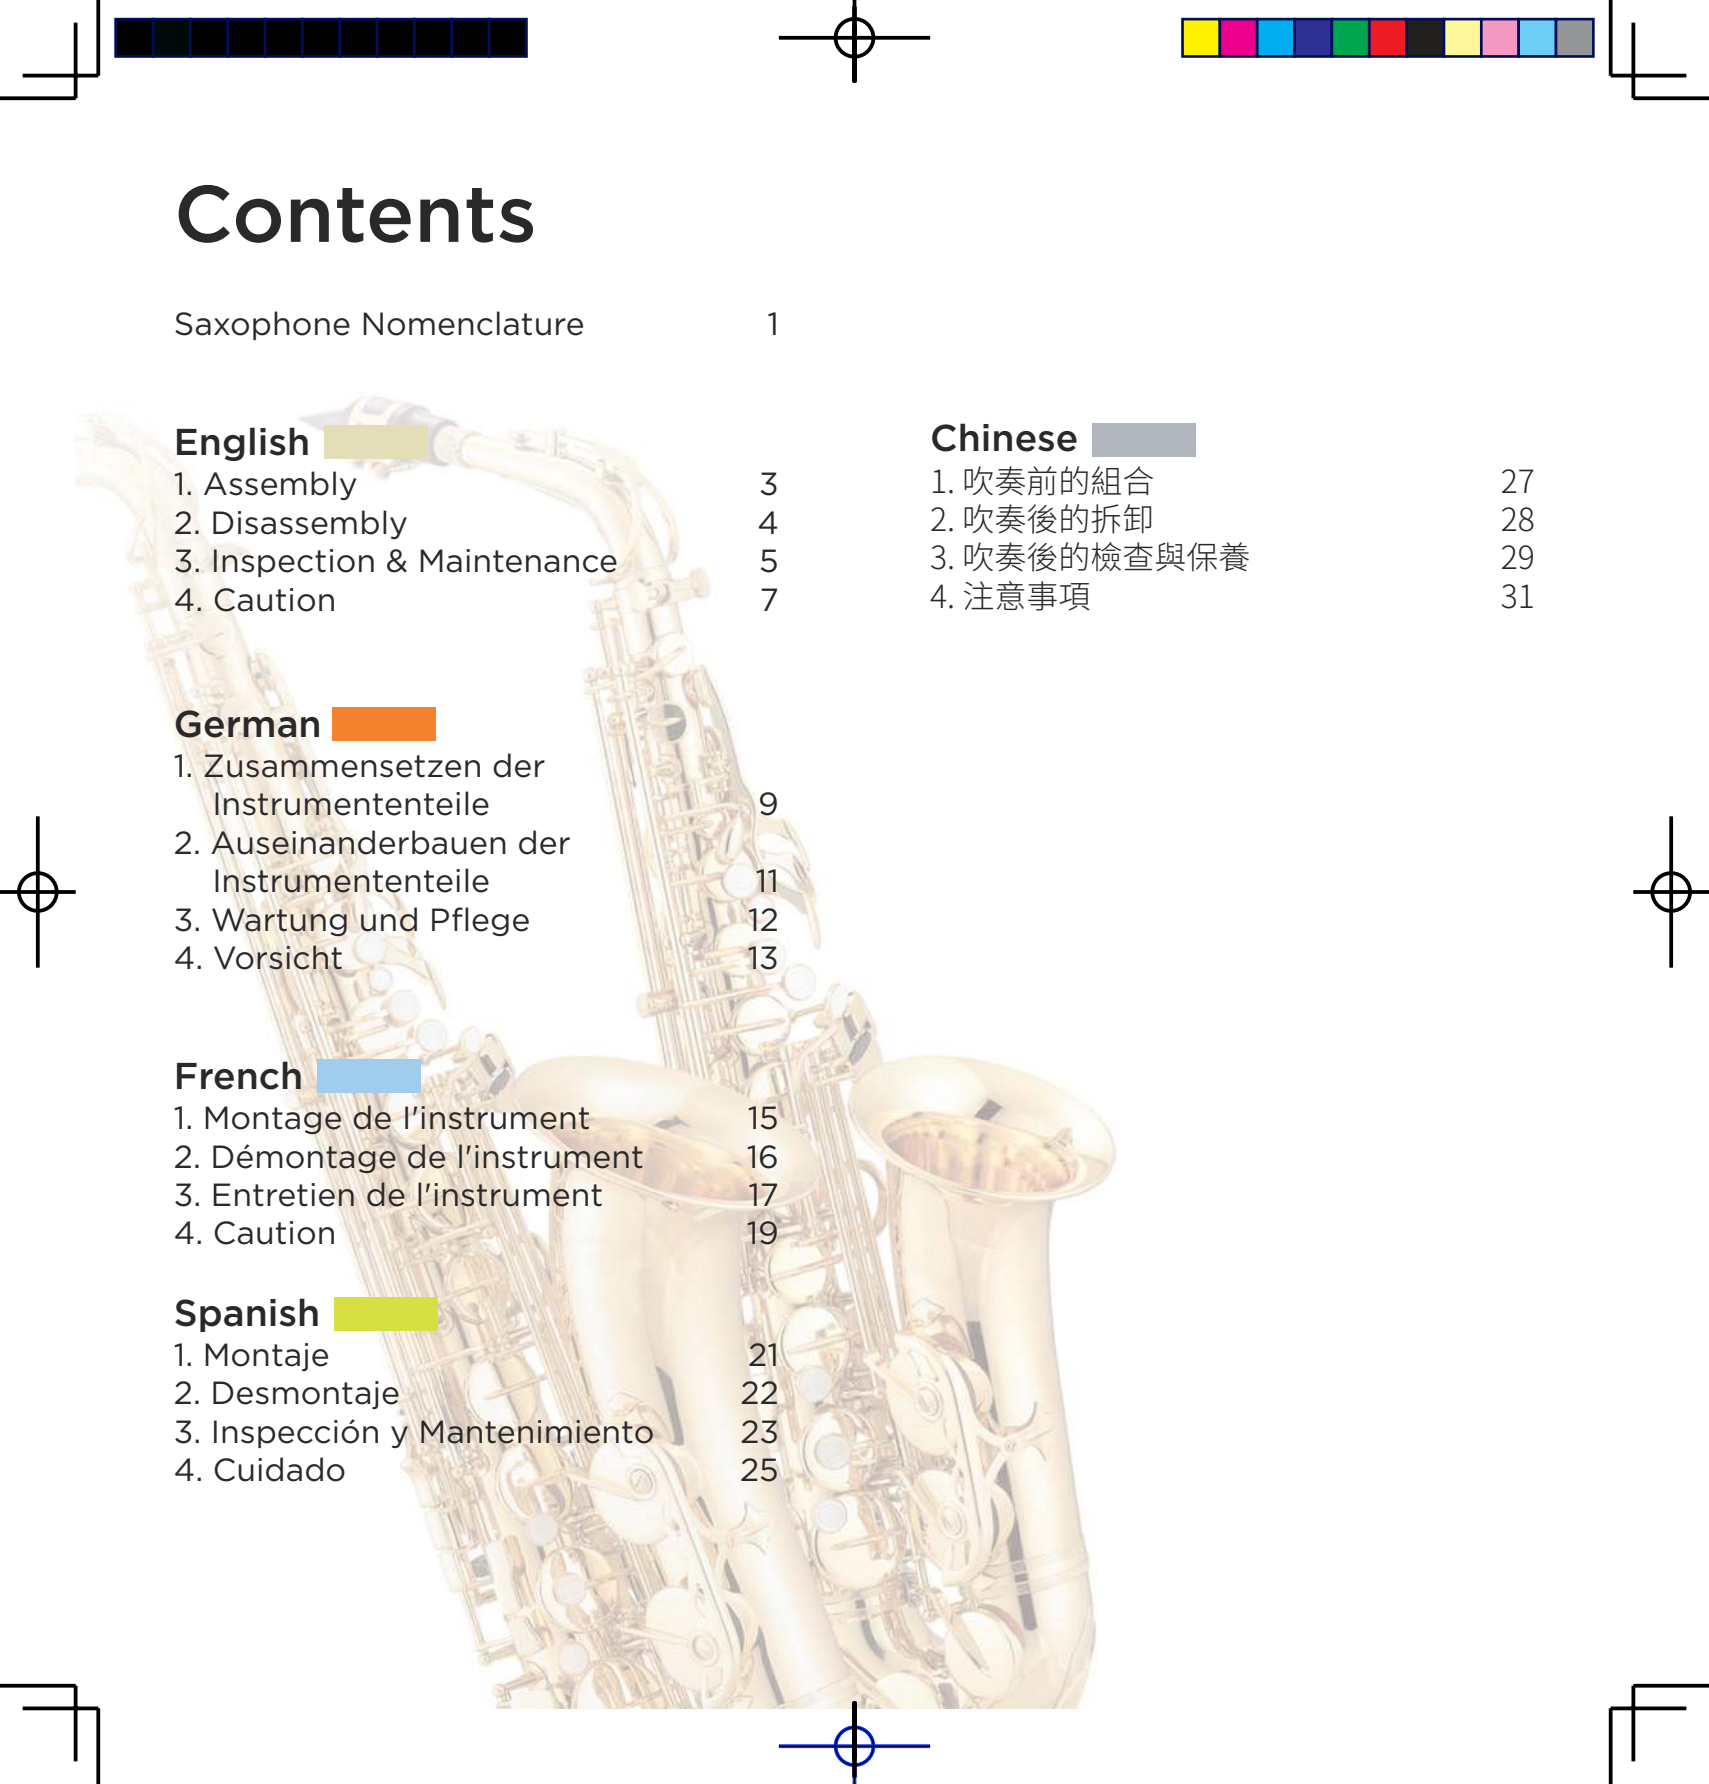 Contents
Saxophone Nomenclature 1
English
1. Assembly 3
2. Disassembly 4
3. Inspection & Maintenance 5
4. Caution 7
German
1. Zusammensetzen der
Instrumententeile 9
2. Auseinanderbauen der
Instrumententeile 11
3. Wartung und Pflege 12
4. Vorsicht 13
French
1. Montage de l'instrument 15
2. Démontage de l'instrument 16
3. Entretien de l'instrument 17
4. Caution 19
Spanish
1. Montaje 21
2. Desmontaje 22
3. Inspección y Mantenimiento 23
4. Cuidado 25
Chinese
1. 吹奏前的組合 27
2. 吹奏後的拆卸 28
3. 吹奏後的檢查與保養 29
4. 注意事項 31